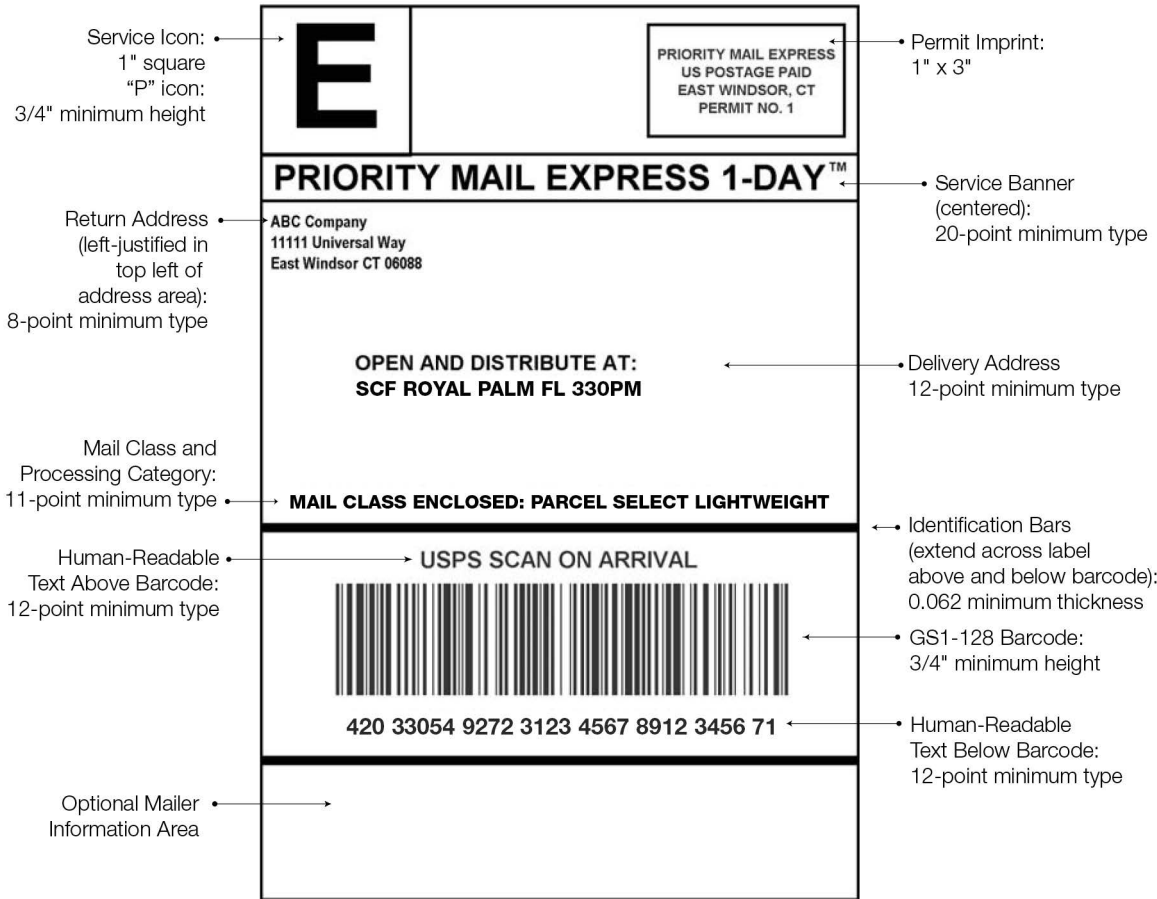 Service Icon:
1" square
“P” icon:
3/4" minimum height
E
PRIORITY MAIL EXPRESS
US POSTAGE PAID
EAST WINDSOR, CT
PERMIT NO. 1
Permit Imprint:
1" x 3"
PRIORITY MAIL EXPRESS 1-DAY™
Service Banner
(centered):
20-point minimum type
Return Address
(left-justified in
top left of
address area):
8-point minimum type
ABC Company
11111 Universal Way
East Windsor CT 06088
OPEN AND DISTRIBUTE AT:
SCF ROYAL PALM FL 330PM
Delivery Address
12-point minimum type
Mail Class and
Processing Category:
11-point minimum type
MAIL CLASS ENCLOSED: PARCEL SELECT LIGHTWEIGHT
Identification Bars
(extend across label
above and below barcode):
0.062 minimum thickness
Human-Readable
Text Above Barcode:
12-point minimum type
USPS SCAN ON ARRIVAL
GS1-128 Barcode:
3/4" minimum height
420 33054 9272 3123 4567 8912 3456 71
Human-Readable
Text Below Barcode:
12-point minimum type
Optional Mailer
Information Area